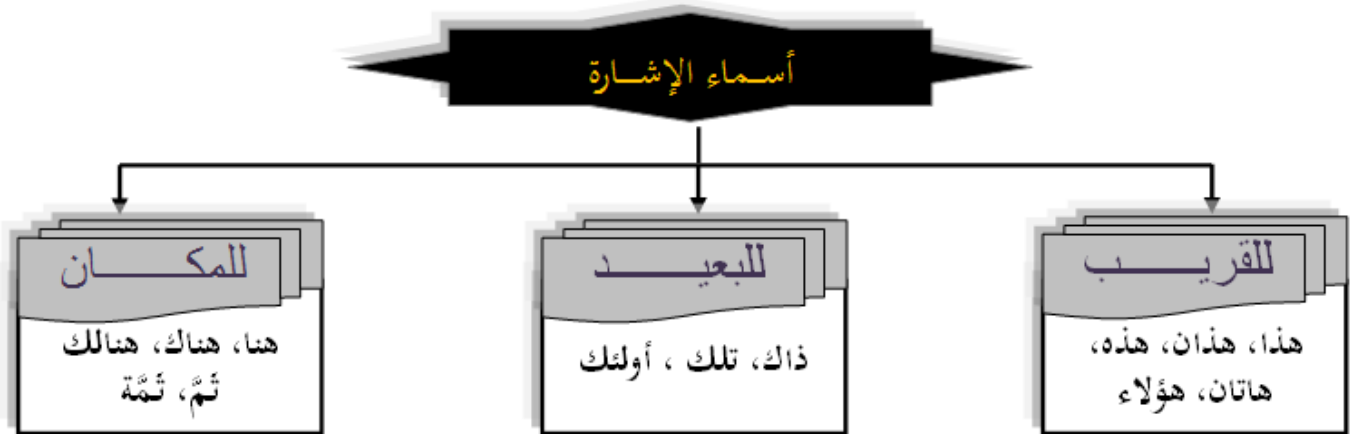 أسماء الإشارة
للقريب
هذا، هذان، هذه،
هاتان، هؤلاء
للبعيد
ذاك، تلك ، أولئك
للمكان
هنا، هناك، هنالك
ثَمَّ، ثَمَّة